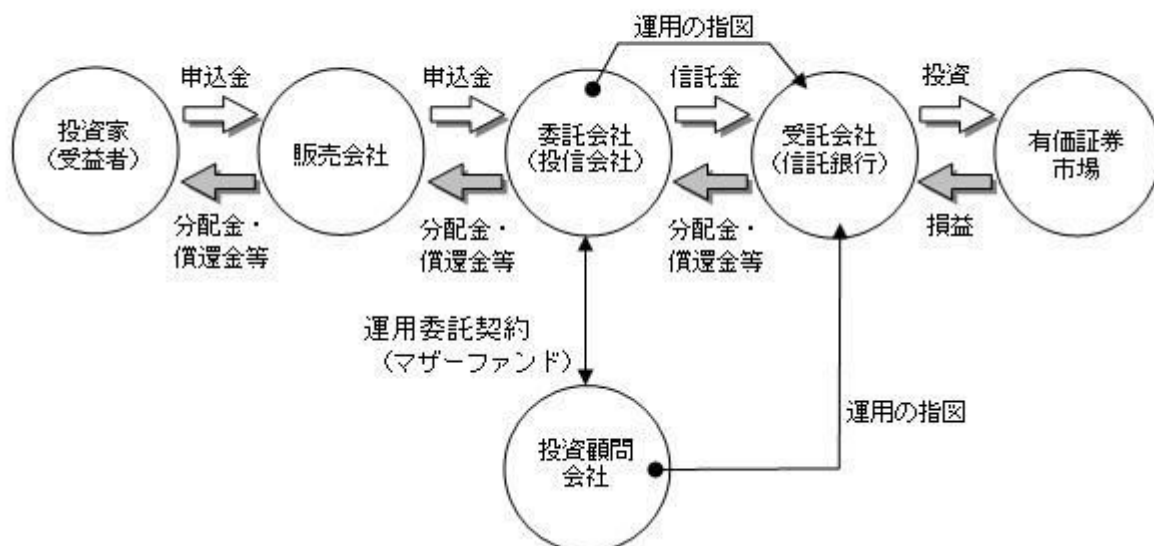 運用の指図
申込金
申込金
信託金
投資
投資家
（受益者）
販売会社
委託会社
（投信会社）
受託会社
（信託銀行）
有価証券
市場
分配金・
償還金等
分配金・
償還金等
分配金・
償還金等
損益
運用委託契約
（マザーファンド）
運用の指図
投資顧問
会社